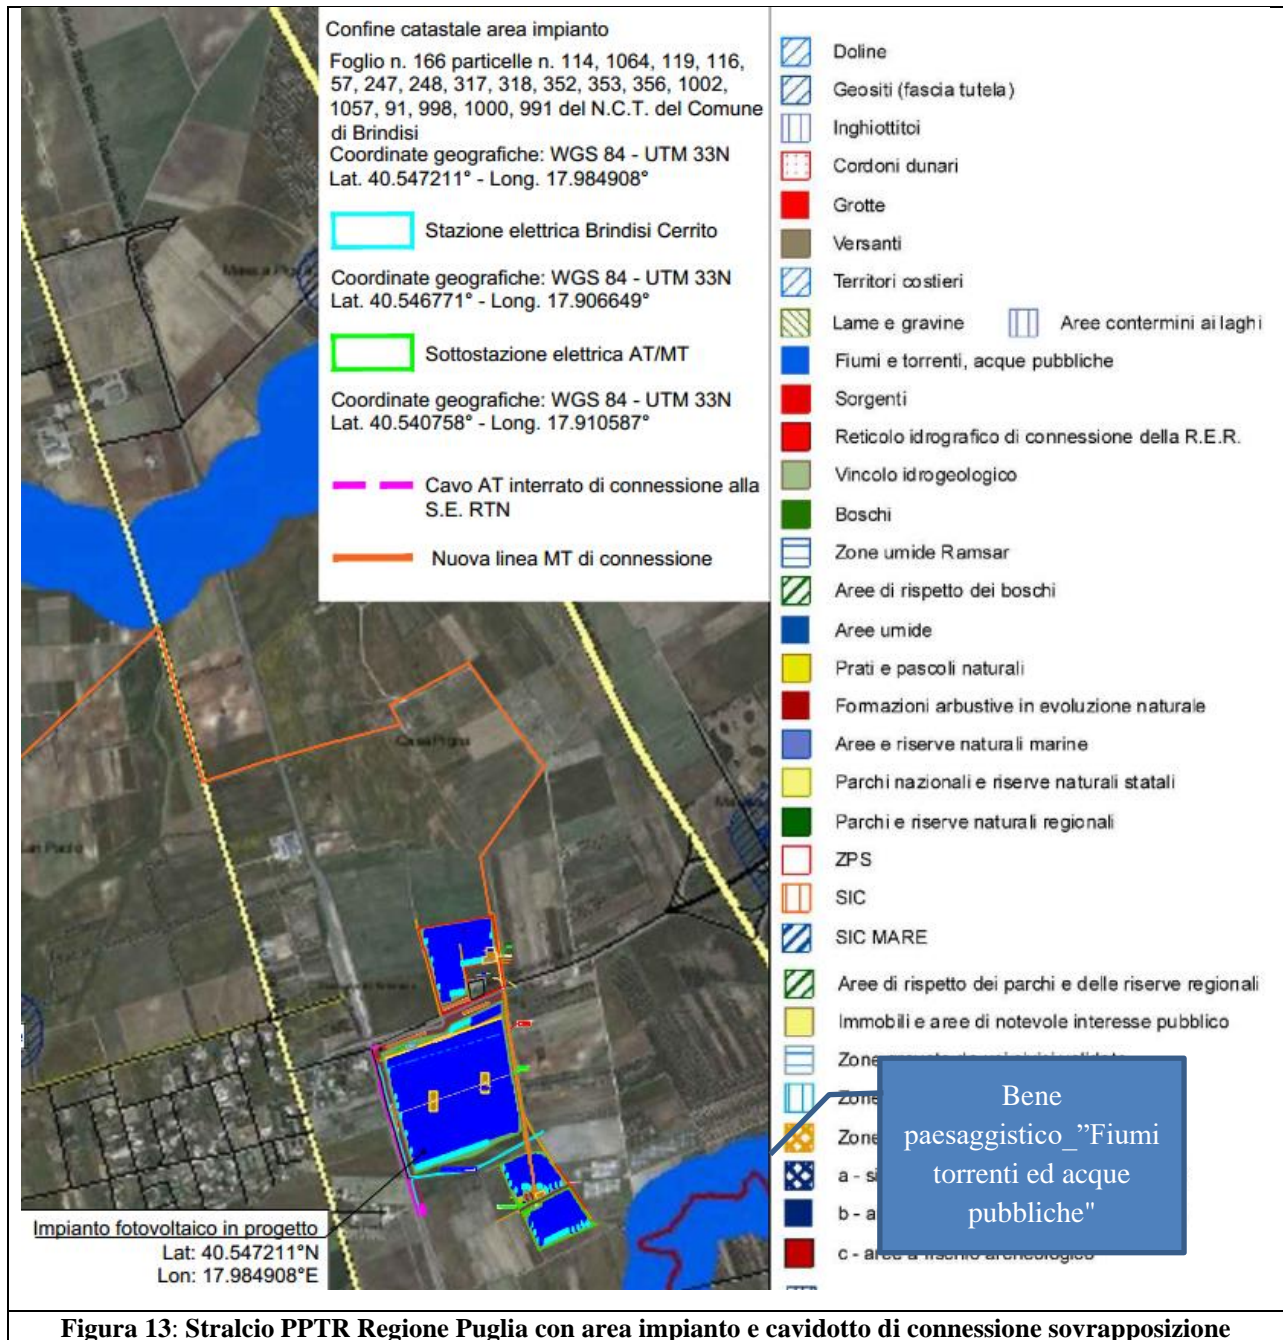 Confine catastale area impianto
Foglio n. 166 particelle n. 114, 1064, 119, 116,
57, 247, 248, 317, 318, 352, 353, 356, 1002,
1057, 91, 998, 1000, 991 del N.C.T. del Comune
di Brindisi
Coordinate geografiche: WGS 84 - UTM 33N
Lat. 40.547211° - Long. 17.984908°
Stazione elettrica Brindisi Cerrito
Coordinate geografiche: WGS 84 - UTM 33N
Lat. 40.546771° - Long. 17.906649°
Sottostazione elettrica AT/MT
Coordinate geografiche: WGS 84 - UTM 33N
Lat. 40.540758° - Long. 17.910587°
Cavo AT interrato di connessione alla
S.E. RTN
Nuova linea MT di connessione
Impianto fotovoltaico in progetto
Lat: 40.547211°N
Lon: 17.984908°E
Doline
Geositi (fascia tutela)
Inghiottitoi
Cordoni dunari
Grotte
Versanti
Territori costieri
Lame e gravine
Aree contermini ai laghi
Fiumi e torrenti, acque pubbliche
Sorgenti
Reticolo idrografico di connessione della R.E.R.
Vincolo idrogeologico
Boschi
Zone umide Ramsar
Aree di rispetto dei boschi
Aree umide
Prati e pascoli naturali
Formazioni arbustive in evoluzione naturale
Aree e riserve naturali marine
Parchi nazionali e riserve naturali statali
Parchi e riserve naturali regionali
ZPS
SIC
SIC MARE
Aree di rispetto dei parchi e delle riserve regionali
Immobili e aree di notevole interesse pubblico
Zone
Zone
Zone
a - si
b - a
c - aree a rischio archeologico
Bene
paesaggistico_"Fiumi
torrenti ed acque
pubbliche"
Figura 13: Stralcio PPTR Regione Puglia con area impianto e cavidotto di connessione sovrapposizione